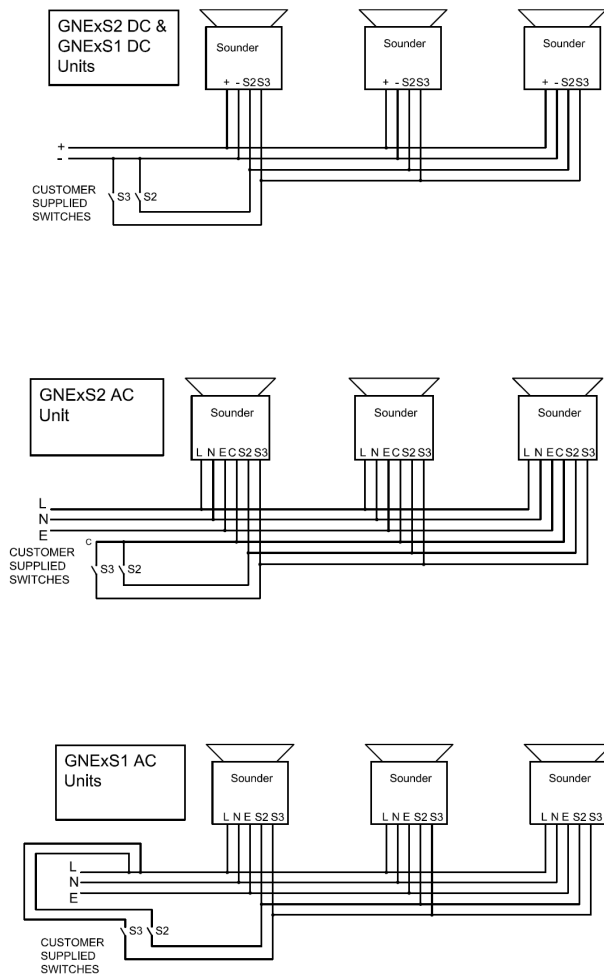 GNExS2 DC &
GNExS1 DC
Units
Sounder
Sounder
Sounder
+ - S2 S3
+ - S2 S3
+ - S2 S3
+
-
CUSTOMER
SUPPLIED
SWITCHES
S3 S2
GNExS2 AC
Unit
Sounder
Sounder
Sounder
L N E C S2 S3
L N E C S2 S3
L N E C S2 S3
L
N
E
C
CUSTOMER
SUPPLIED
SWITCHES
S3 S2
GNExS1 AC
Units
Sounder
Sounder
Sounder
L N E S2 S3
L N E S2 S3
L N E S2 S3
L
N
E
S3 S2
CUSTOMER
SUPPLIED
SWITCHES